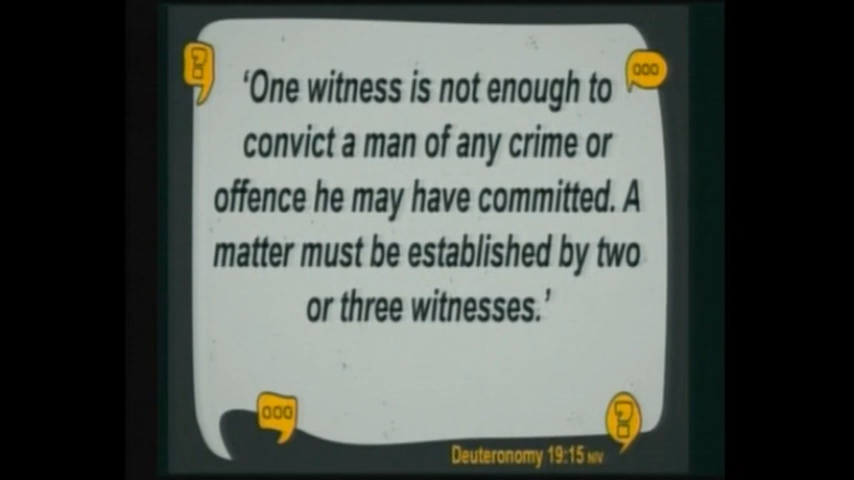 ‘One witness is not enough to
convict a man of any crime or
offence he may have committed. A
matter must be established by two
or three witnesses.’
Deuteronomy 19:15 NIV